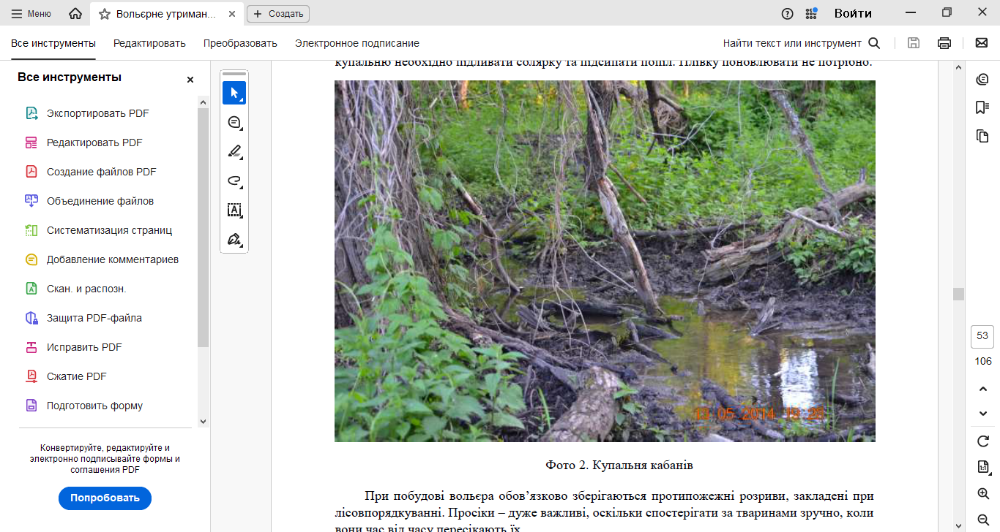 Меню
Вольєрне утриман...
Создать
Войти
Все инструменты
Редактировать
Преобразовать
Электронное подписание
Найти текст или инструмент
Все инструменты
Экспортировать PDF
Редактировать PDF
Создание файлов PDF
Объединение файлов
Систематизация страниц
Добавление комментариев
Скан. и распозн.
Защита PDF-файла
Исправить PDF
Сжатие PDF
Подготовить форму
Конвертируйте, редактируйте и
электронно подписывайте формы и
соглашения PDF
Попробовать
купальню необхідно підливати солярку та підсипати попіл. Плівку поновлювати не потрібно.
05 2014
Фото 2. Купальня кабанів
При побудові вольєра обов’язково зберігаються протипожежні розриви, закладені при
лісовпорядкуванні. Просіки – дуже важливі, оскільки спостерігати за тваринами зручно, коли
вони час від часу пересікають їх
53
106